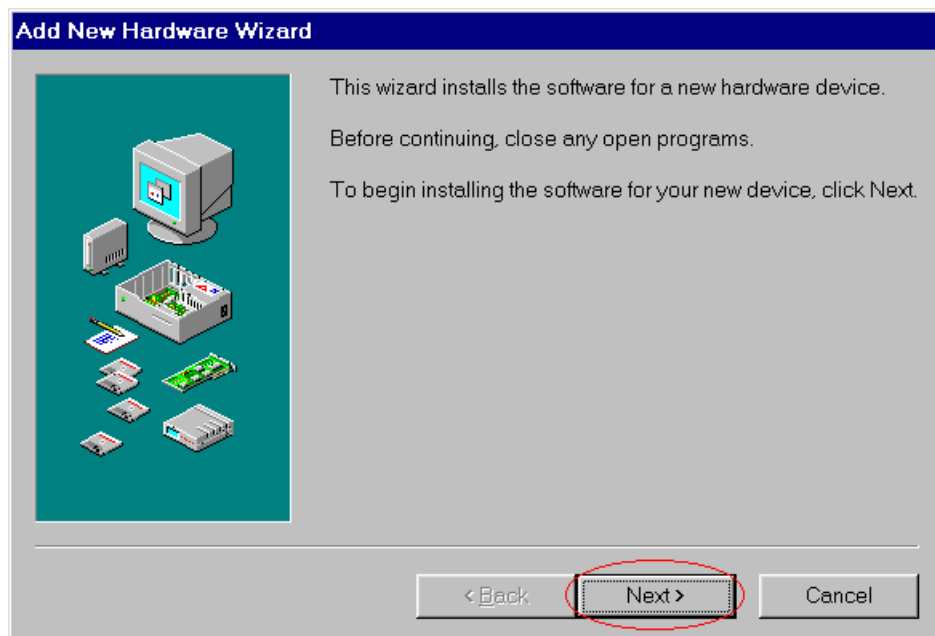 Add New Hardware Wizard
This wizard installs the software for a new hardware device.
Before continuing, close any open programs.
To begin installing the software for your new device, click Next.
< Back
Next >
Cancel